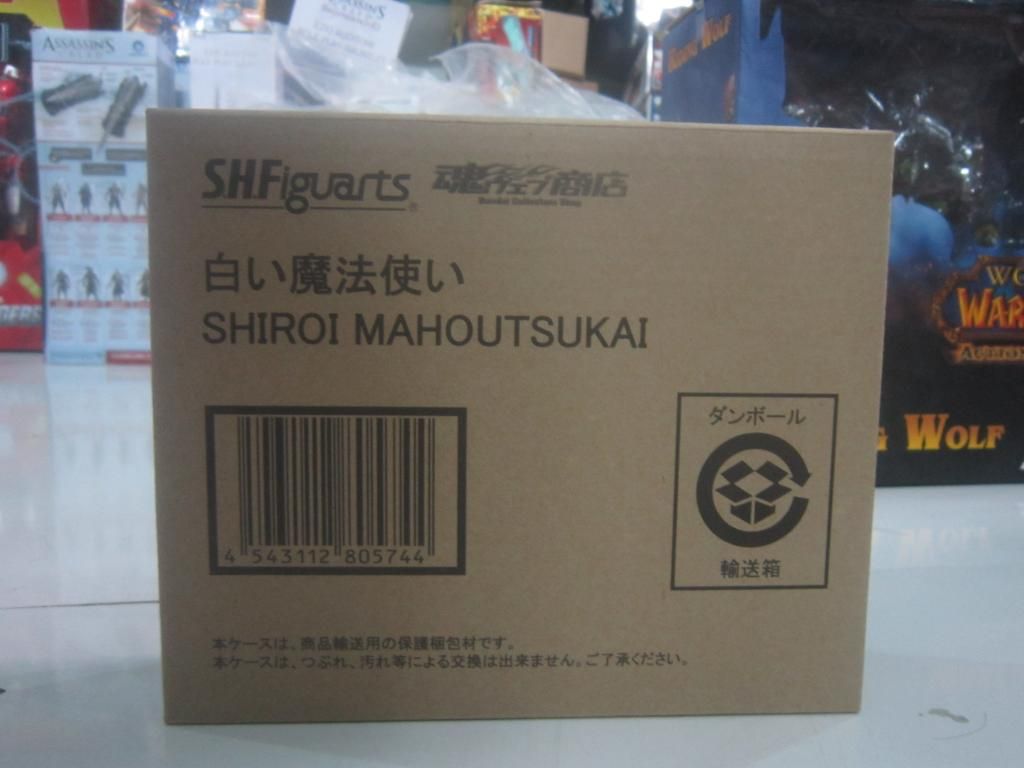 ASSASSIN'S
WOLF
S.H.Figuarts 魂ウェブ商店
白い魔法使い
SHIROI MAHOUTSUKAI
4 543112 805744
ダンボール
輸送箱
WOLF
本ケースは、商品輸送用の保護梱包材です。
本ケースは、つぶれ、汚れ等による交換は出来ません。ご了承ください。